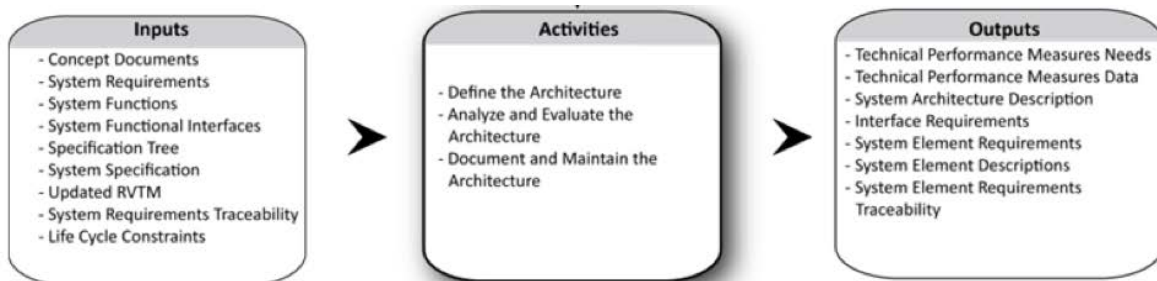 Inputs
- Concept Documents
- System Requirements
- System Functions
- System Functional Interfaces
- Specification Tree
- System Specification
- Updated RVTM
- System Requirements Traceability
- Life Cycle Constraints
Activities
- Define the Architecture
- Analyze and Evaluate the
Architecture
- Document and Maintain the
Architecture
Outputs
- Technical Performance Measures Needs
- Technical Performance Measures Data
- System Architecture Description
- Interface Requirements
- System Element Requirements
- System Element Descriptions
- System Element Requirements
Traceability